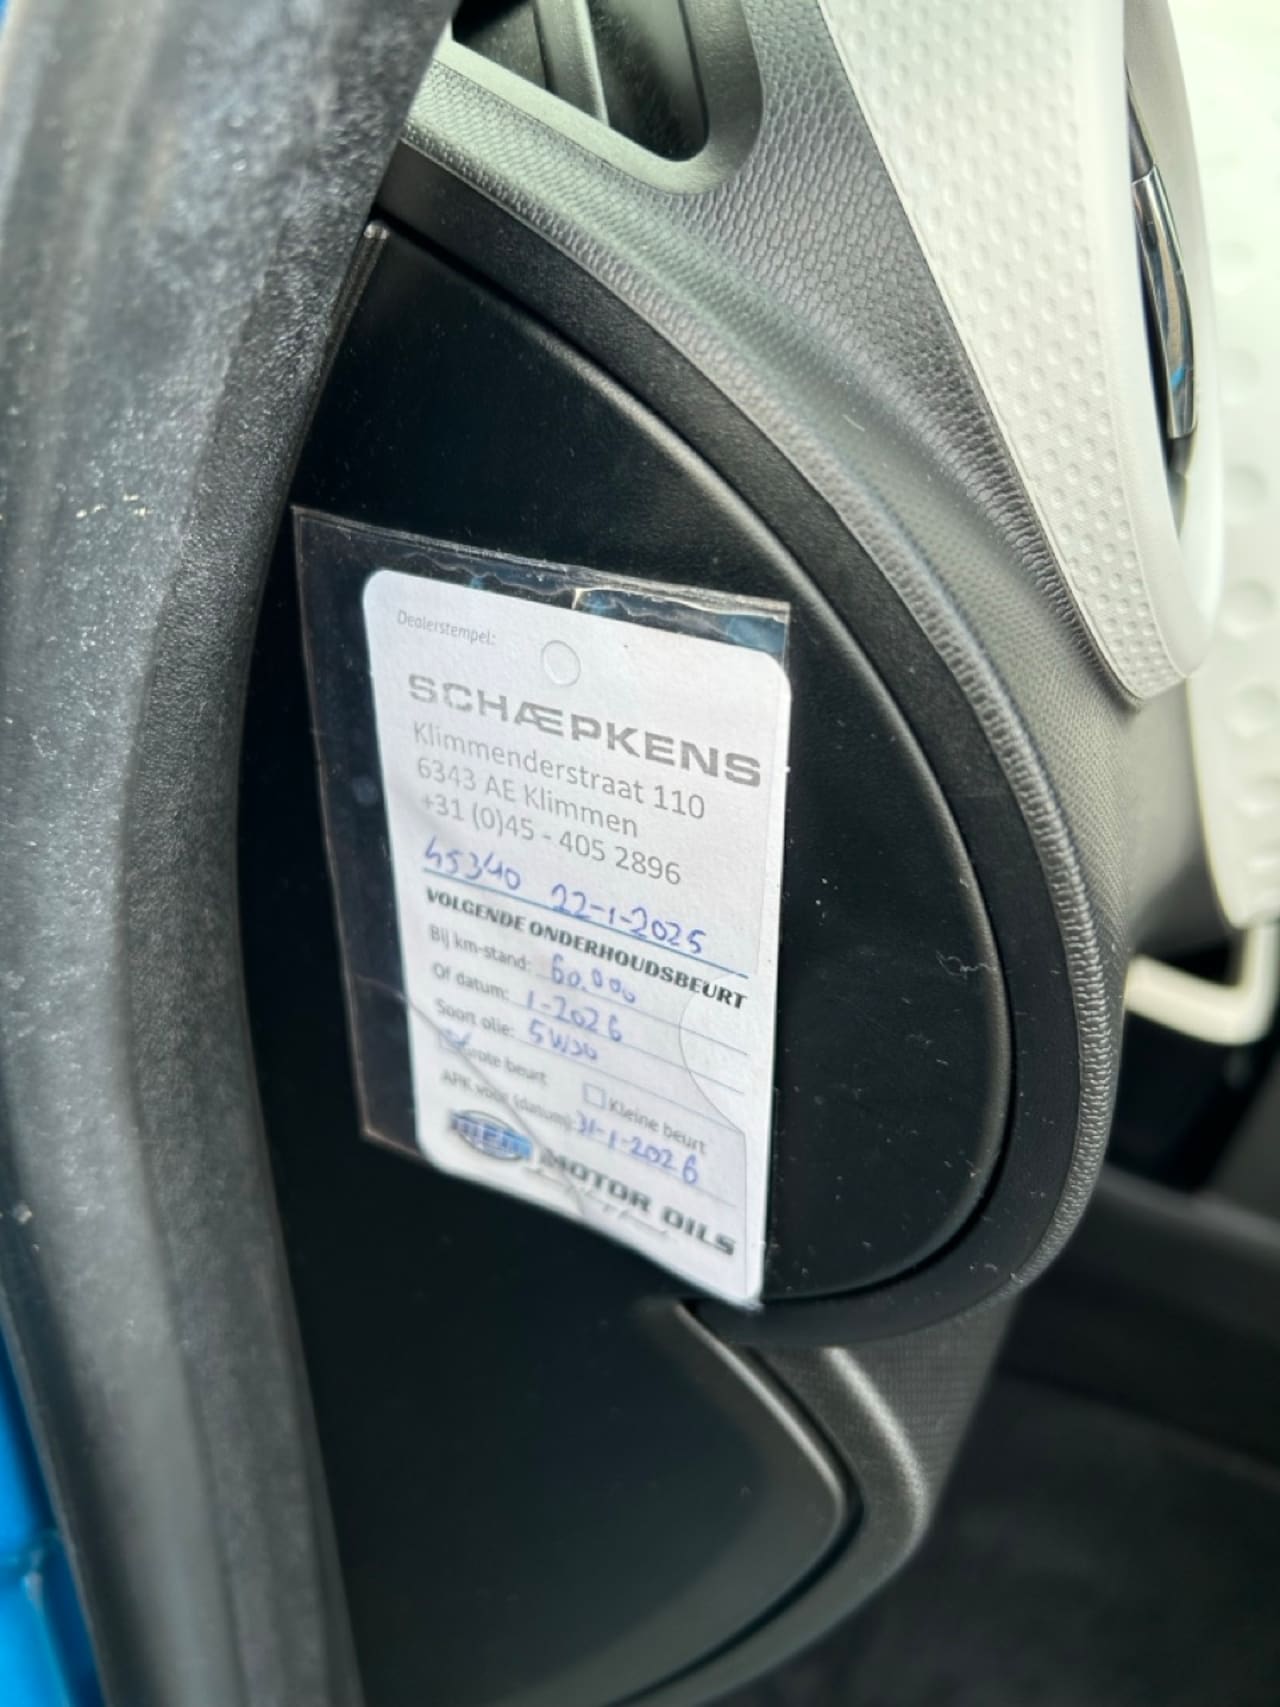 Dealerstempel:
SCHÆPKENS
Klimmenderstraat 110
6343 AE Klimmen
+31 (0)45 - 405 2896
45340 22-1-2025
VOLGENDE ONDERHOUDSBEURT
Bij km-stand: 60.000
Of datum: 1-2026
Soort olie: 5W30
Grote beurt
Kleine beurt
APK voor (datum): 31-1-2026
MOTOR OILS